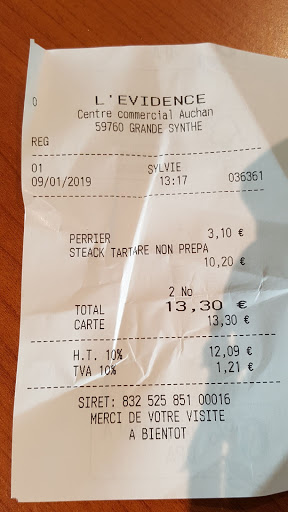 0
L'EVIDENCE
Centre commercial Auchan
59760 GRANDE SYNTHE
REG
01 SYLVIE
09/01/2019 13:17 036361
PERRIER 3,10 €
STEACK TARTARE NON PREPA
10,20 €
2 No
TOTAL 13,30 €
CARTE 13,30 €
H.T. 10% 12,09 €
TVA 10% 1,21 €
SIRET: 832 525 851 00016
MERCI DE VOTRE VISITE
A BIENTOT